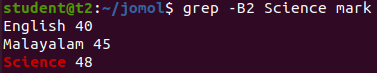 student@t2:~/jomol$ grep -B2 Science mark
English 40
Malayalam 45
Science 48